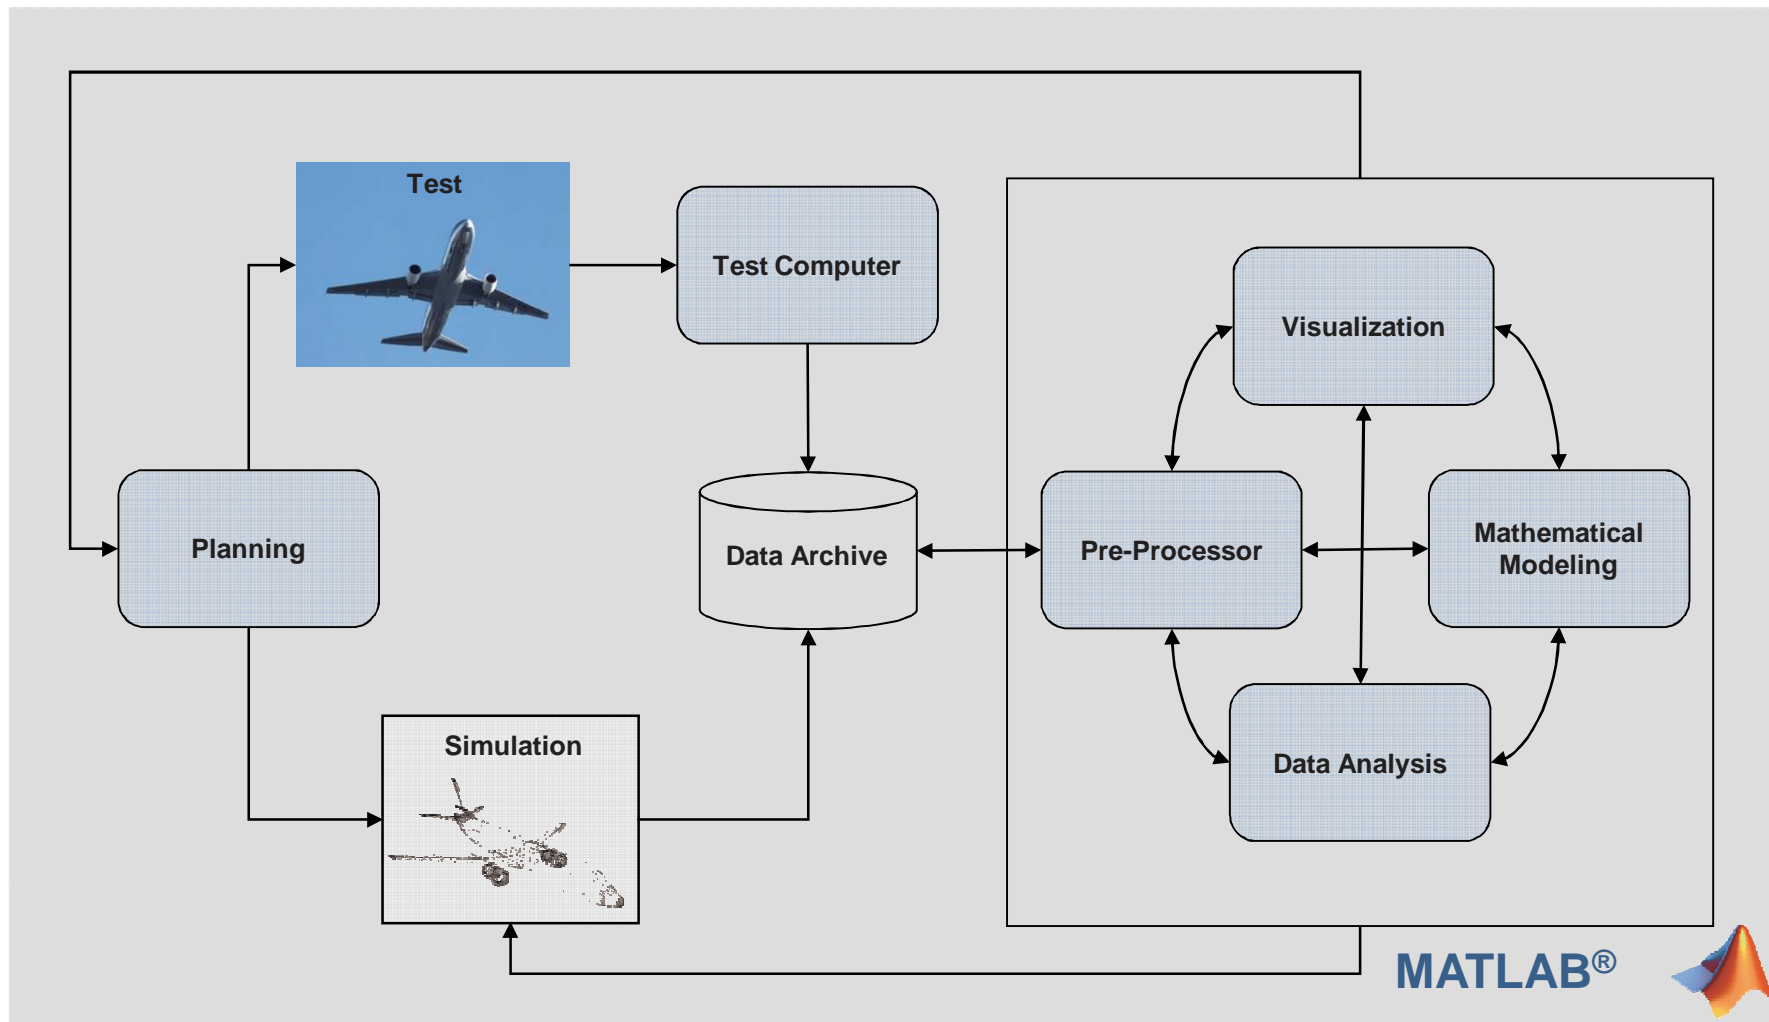 Test
Test Computer
Visualization
Planning
Data Archive
Pre-Processor
Mathematical
Modeling
Simulation
Data Analysis
MATLAB®